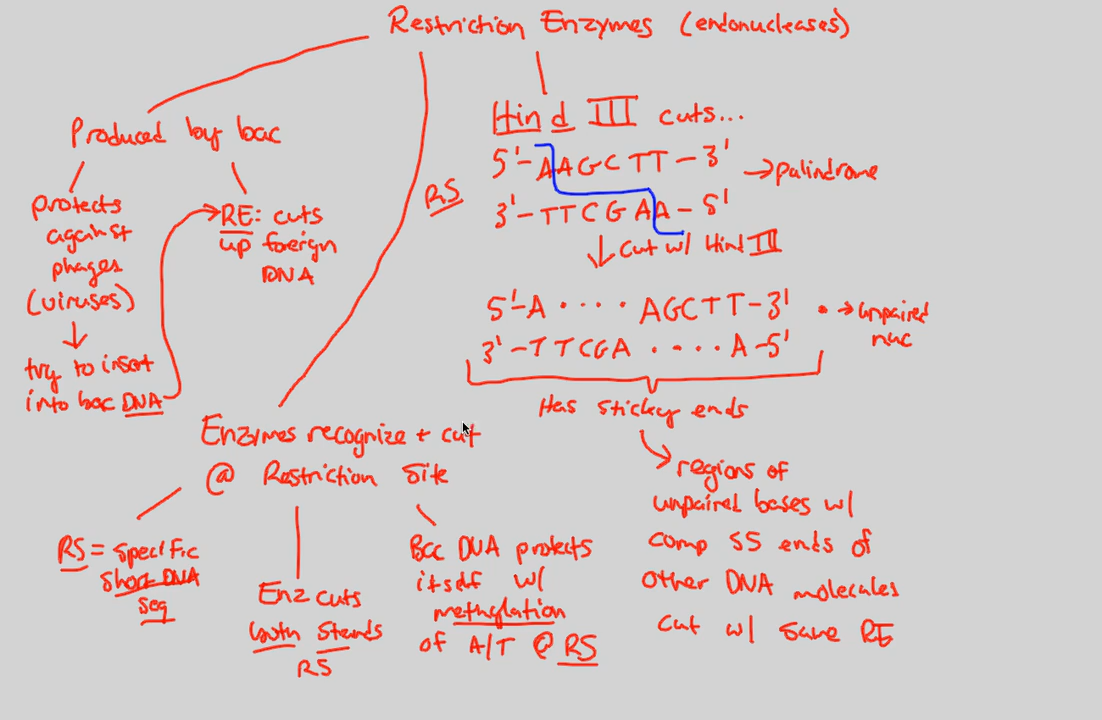 Restriction Enzymes (endonucleases)
Produced by bac
protects
against
phages
(viruses)
↓
try to insert
into bac DNA
→ RE: cuts
up foreign
DNA
Hind III cuts...
RS
5'-AAGCTT-3'
→ palindrome
3'-TTCGAA-5'
↓ cut w/ Hind III
5'-A····AGCTT-3'
• → unpaired
nuc
3'-TTCGA····A-5'
Has sticky ends
→ regions of
unpaired bases w/
comp SS ends of
other DNA molecules
cut w/ same RE
Enzymes recognize + cut
@ Restriction Site
RS = specific
short DNA
seq
Enz cuts
both stands
RS
Bac DNA protects
itself w/
methylation
of A/T @ RS